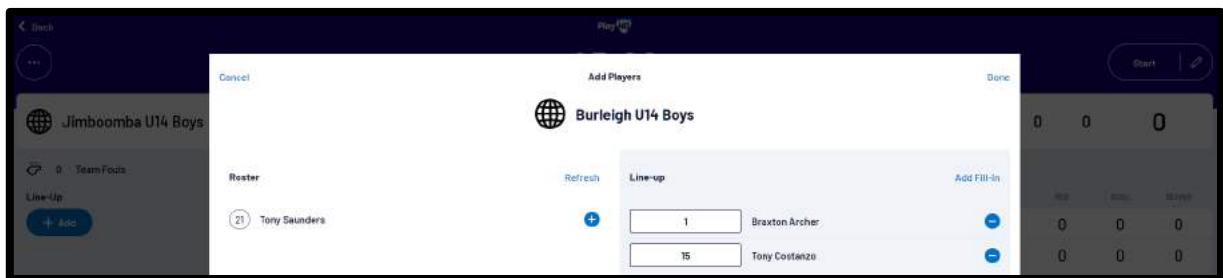 Back
Play HQ
Start
Cancel
Add Players
Done
Burleigh U14 Boys
Jimboomba U14 Boys
0 0 0
0 Team Fouls
Roster
Refresh
Line-up
Add Fill-In
Line-Up
+ Add
21 Tony Saunders
1 Braxton Archer
0 0 0
15 Tony Costanzo
0 0 0